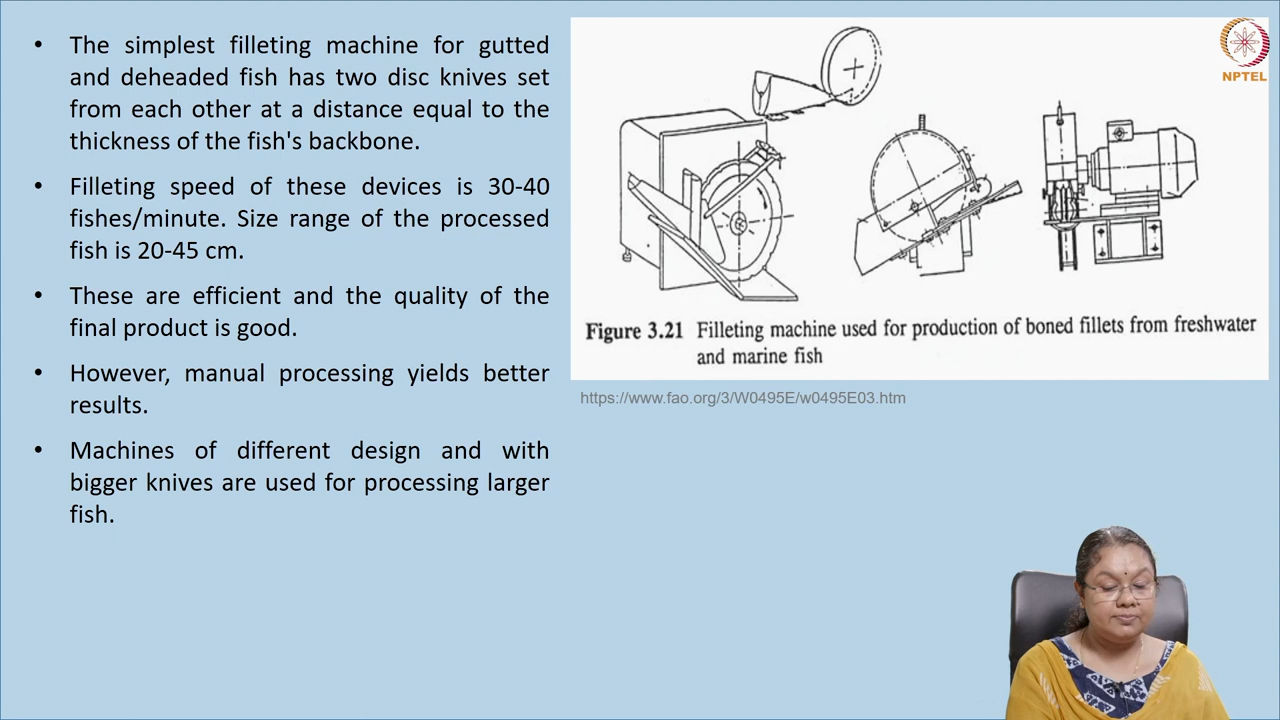 • The simplest filleting machine for gutted
and deheaded fish has two disc knives set
from each other at a distance equal to the
thickness of the fish's backbone.
• Filleting speed of these devices is 30-40
fishes/minute. Size range of the processed
fish is 20-45 cm.
• These are efficient and the quality of the
final product is good.
• However, manual processing yields better
results.
• Machines of different design and with
bigger knives are used for processing larger
fish.
NPTEL
Figure 3.21 Filleting machine used for production of boned fillets from freshwater
and marine fish
https://www.fao.org/3/W0495E/w0495E03.htm